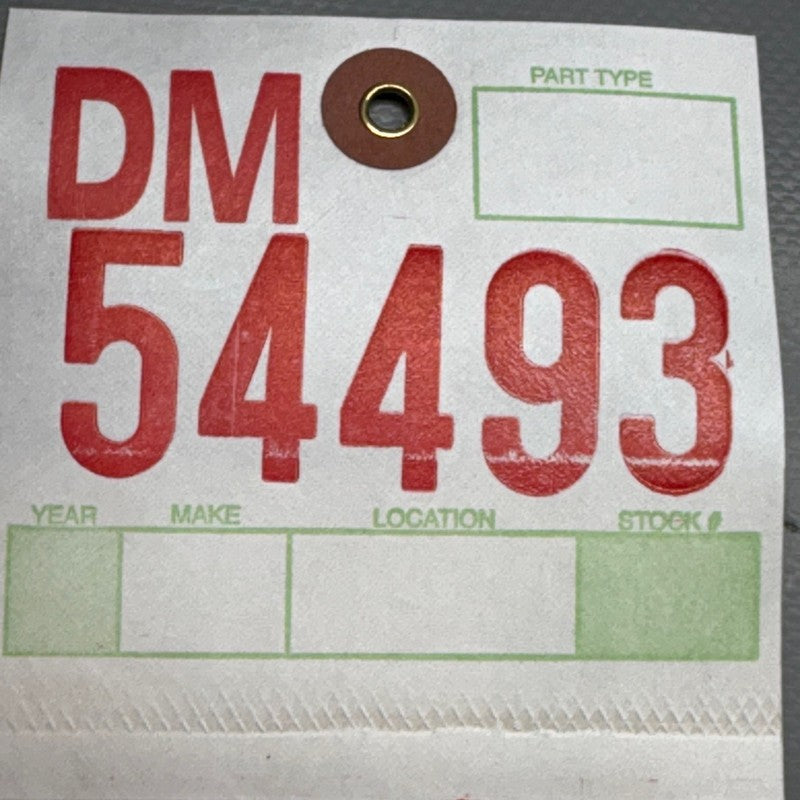 DM
PART TYPE
54493
YEAR MAKE LOCATION STOCK #